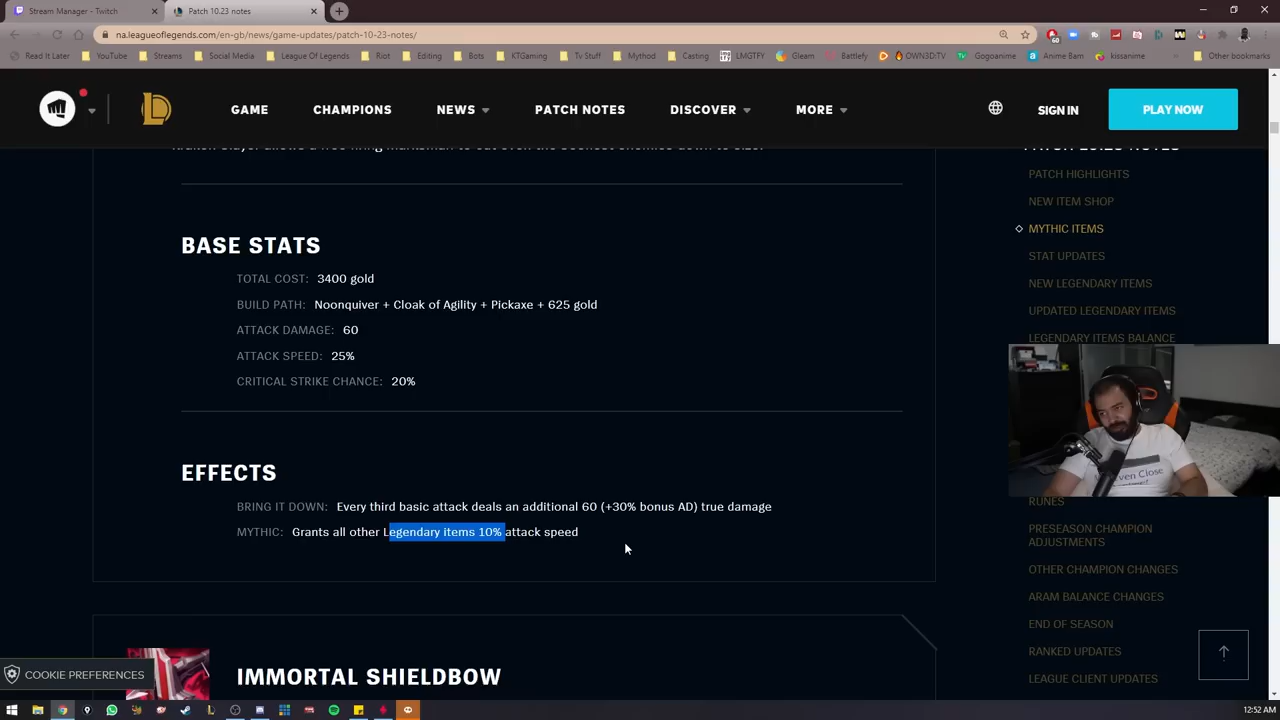 Stream Manager - Twitch
Patch 10.23 notes
na.leagueoflegends.com/en-gb/news/game-updates/patch-10-23-notes/
Read It Later YouTube Streams Social Media League Of Legends Riot Editing Bots KTGaming Tv Stuff Mythod Casting LMGTFY Gleam Battlefy OWN3D:TV Gogoanime Anime Bam kissanime Other bookmarks
GAME CHAMPIONS NEWS PATCH NOTES DISCOVER MORE SIGN IN PLAY NOW
PATCH HIGHLIGHTS
NEW ITEM SHOP
MYTHIC ITEMS
STAT UPDATES
NEW LEGENDARY ITEMS
UPDATED LEGENDARY ITEMS
LEGENDARY ITEMS BALANCE
RUNES
PRESEASON CHAMPION
ADJUSTMENTS
OTHER CHAMPION CHANGES
ARAM BALANCE CHANGES
END OF SEASON
RANKED UPDATES
LEAGUE CLIENT UPDATES
BASE STATS
TOTAL COST: 3400 gold
BUILD PATH: Noonquiver + Cloak of Agility + Pickaxe + 625 gold
ATTACK DAMAGE: 60
ATTACK SPEED: 25%
CRITICAL STRIKE CHANCE: 20%
EFFECTS
BRING IT DOWN: Every third basic attack deals an additional 60 (+30% bonus AD) true damage
MYTHIC: Grants all other Legendary items 10% attack speed
IMMORTAL SHIELDBOW
COOKIE PREFERENCES
12:52 AM